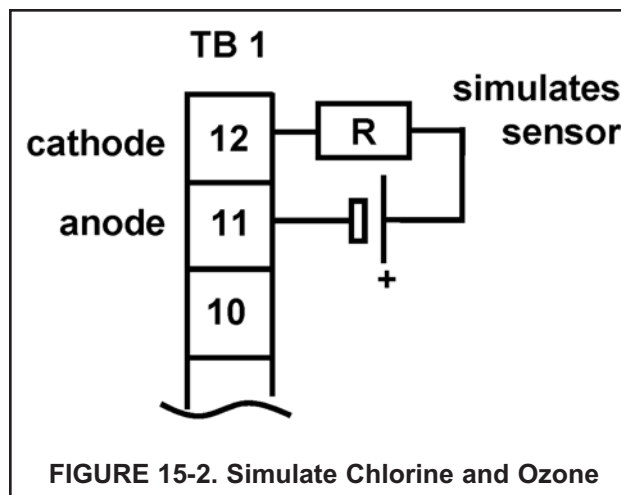 TB 1
simulates
sensor
cathode
12
R
anode
11
+
10
FIGURE 15-2. Simulate Chlorine and Ozone